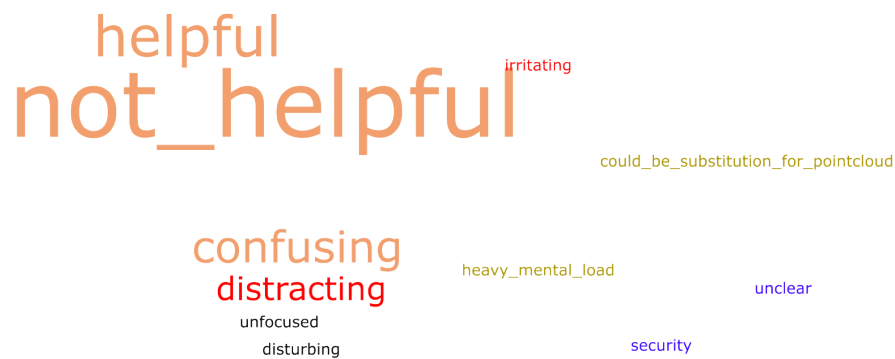 helpful
irritating
not_helpful
could_be_substitution_for_pointcloud
confusing
heavy_mental_load
distracting
unclear
unfocused
security
disturbing